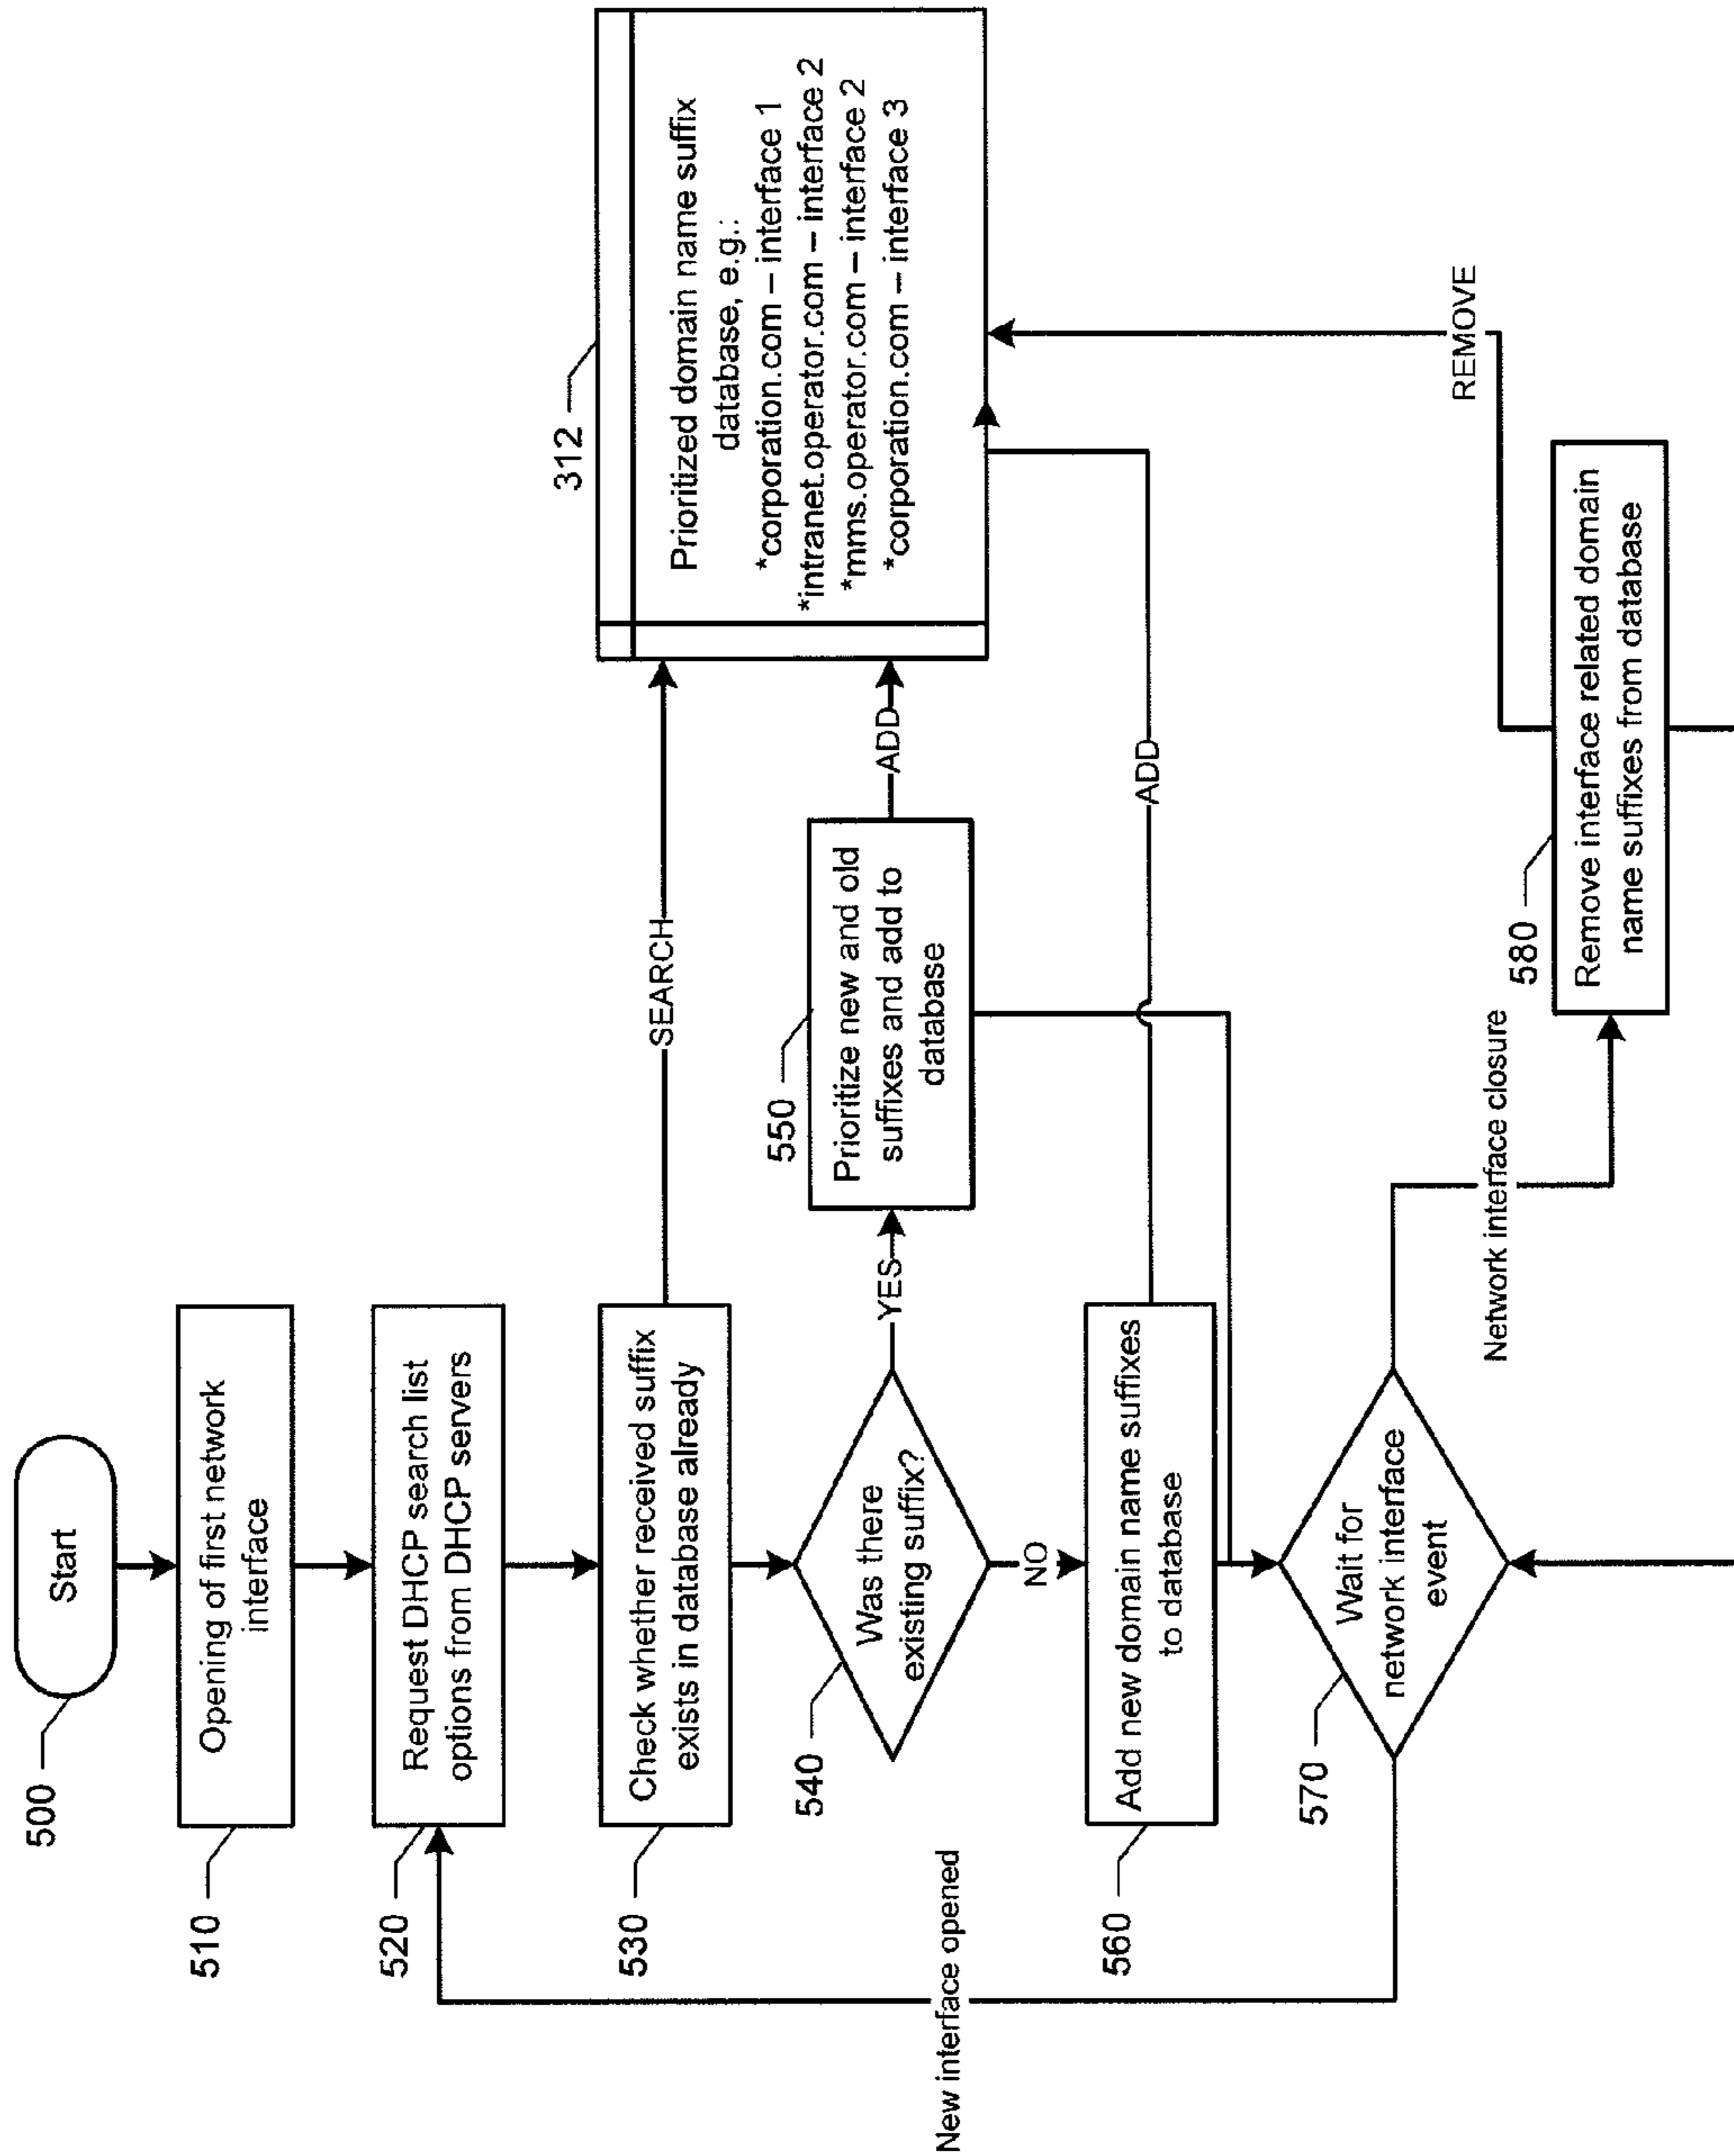 500
Start
510
Opening of first network
interface
520
Request DHCP search list
options from DHCP servers
530
Check whether received suffix
exists in database already
SEARCH
312
Prioritized domain name suffix
database, e.g.:
*corporation.com – interface 1
*intranet.operator.com – interface 2
*mms.operator.com – interface 2
*corporation.com – interface 3
540
Was there
existing suffix?
YES
550
Prioritize new and old
suffixes and add to
database
ADD
NO
560
Add new domain name suffixes
to database
ADD
New interface opened
570
Wait for
network interface
event
Network interface closure
580
Remove interface related domain
name suffixes from database
REMOVE